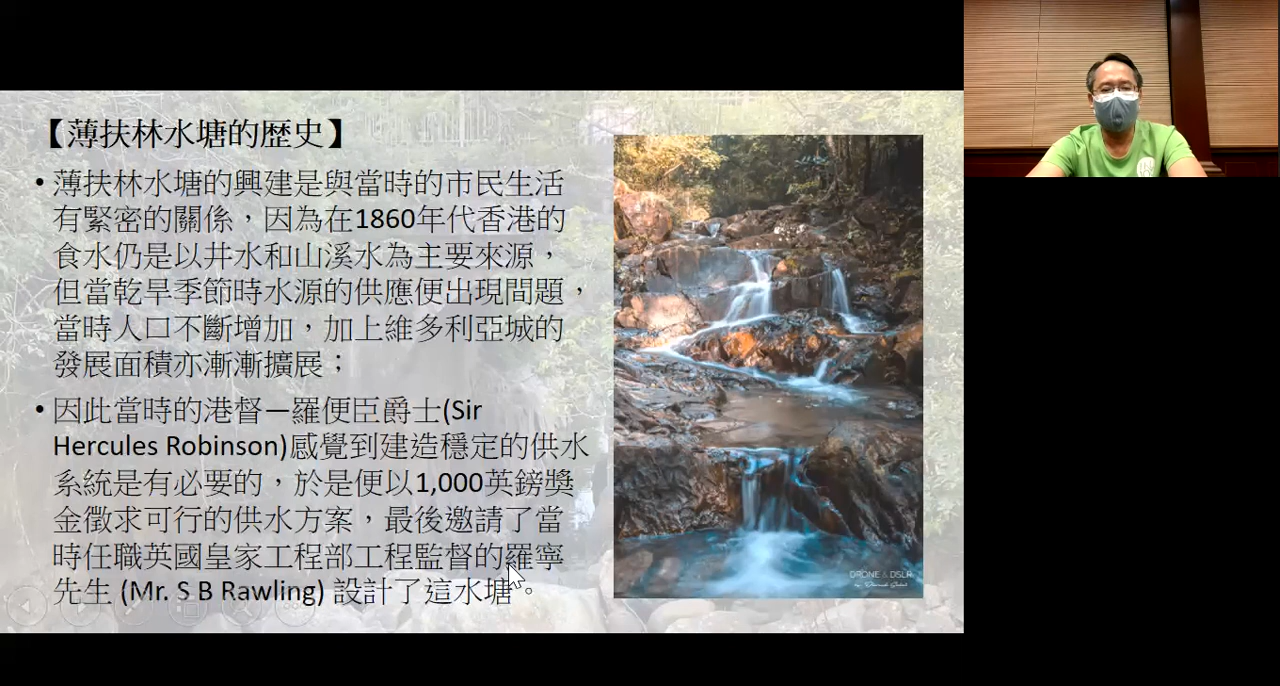 【薄扶林水塘的歷史】
• 薄扶林水塘的興建是與當時的市民生活
有緊密的關係，因為在1860年代香港的
食水仍是以井水和山溪水為主要來源，
但當乾旱季節時水源的供應便出現問題，
當時人口不斷增加，加上維多利亞城的
發展面積亦漸漸擴展；
• 因此當時的港督—羅便臣爵士(Sir
Hercules Robinson)感覺到建造穩定的供水
系統是有必要的，於是便以1,000英鎊獎
金徵求可行的供水方案，最後邀請了當
時任職英國皇家工程部工程監督的羅寧
先生 (Mr. S B Rawling) 設計了這水塘。
DRONE & DSLR